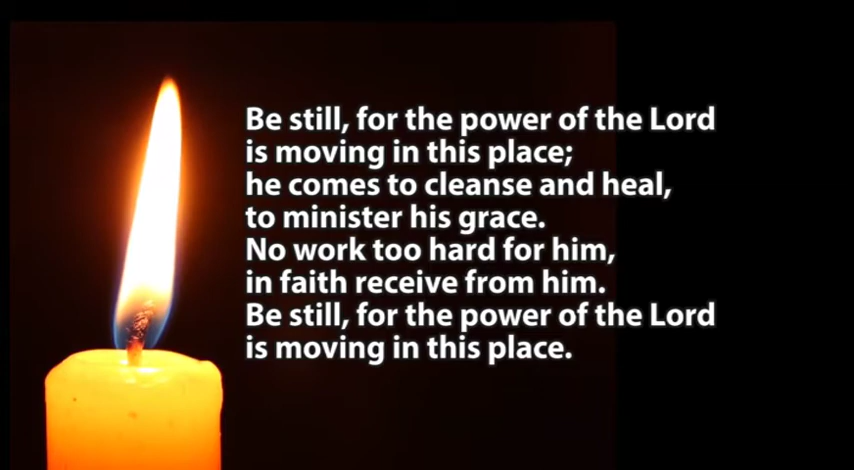 Be still, for the power of the Lord
is moving in this place;
he comes to cleanse and heal,
to minister his grace.
No work too hard for him,
in faith receive from him.
Be still, for the power of the Lord
is moving in this place.